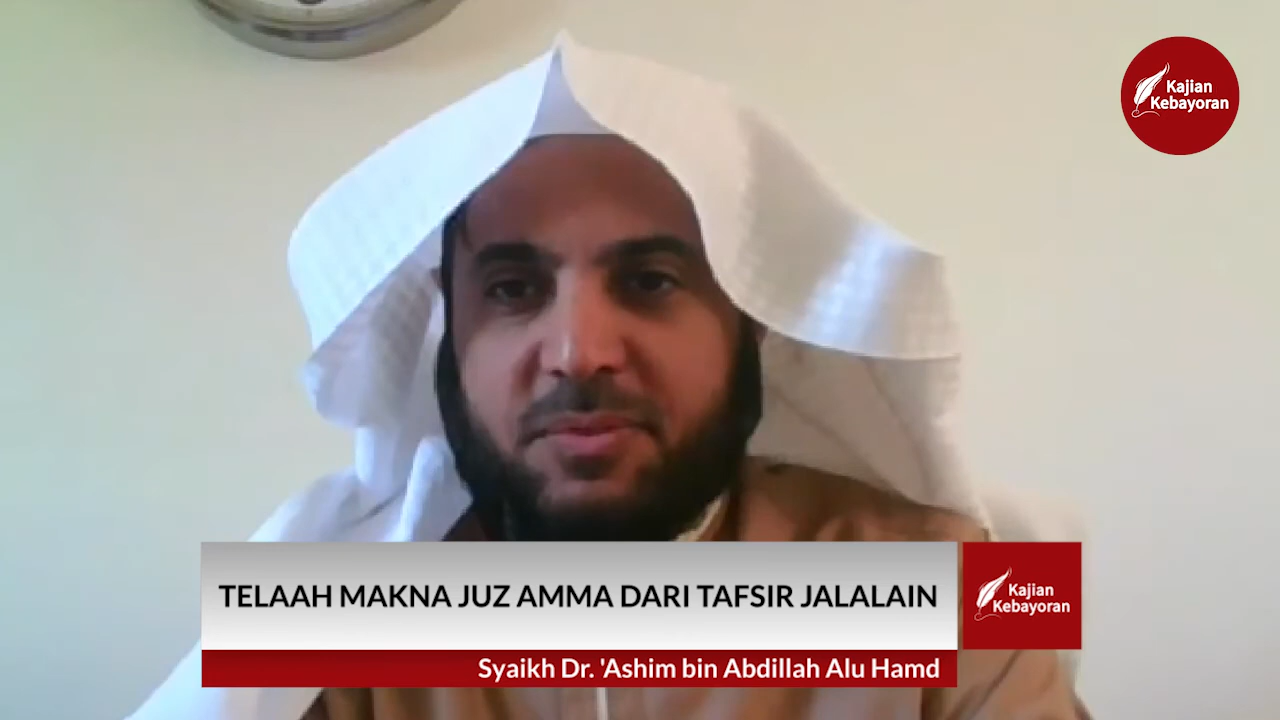 Kajian
Kebayoran
TELAAH MAKNA JUZ AMMA DARI TAFSIR JALALAIN
Kajian
Kebayoran
Syaikh Dr. 'Ashim bin Abdillah Alu Hamd